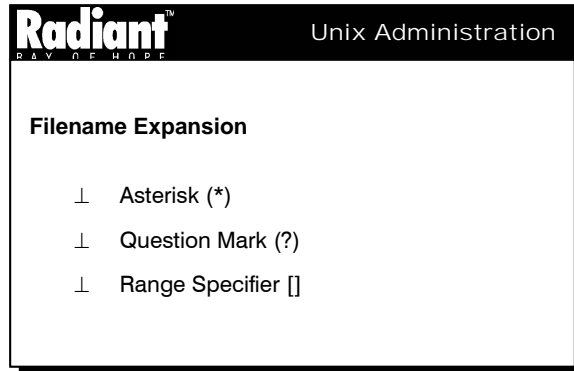 Radiant™
RAY OF HOPE
Unix Administration
Filename Expansion
⊥ Asterisk (*)
⊥ Question Mark (?)
⊥ Range Specifier []